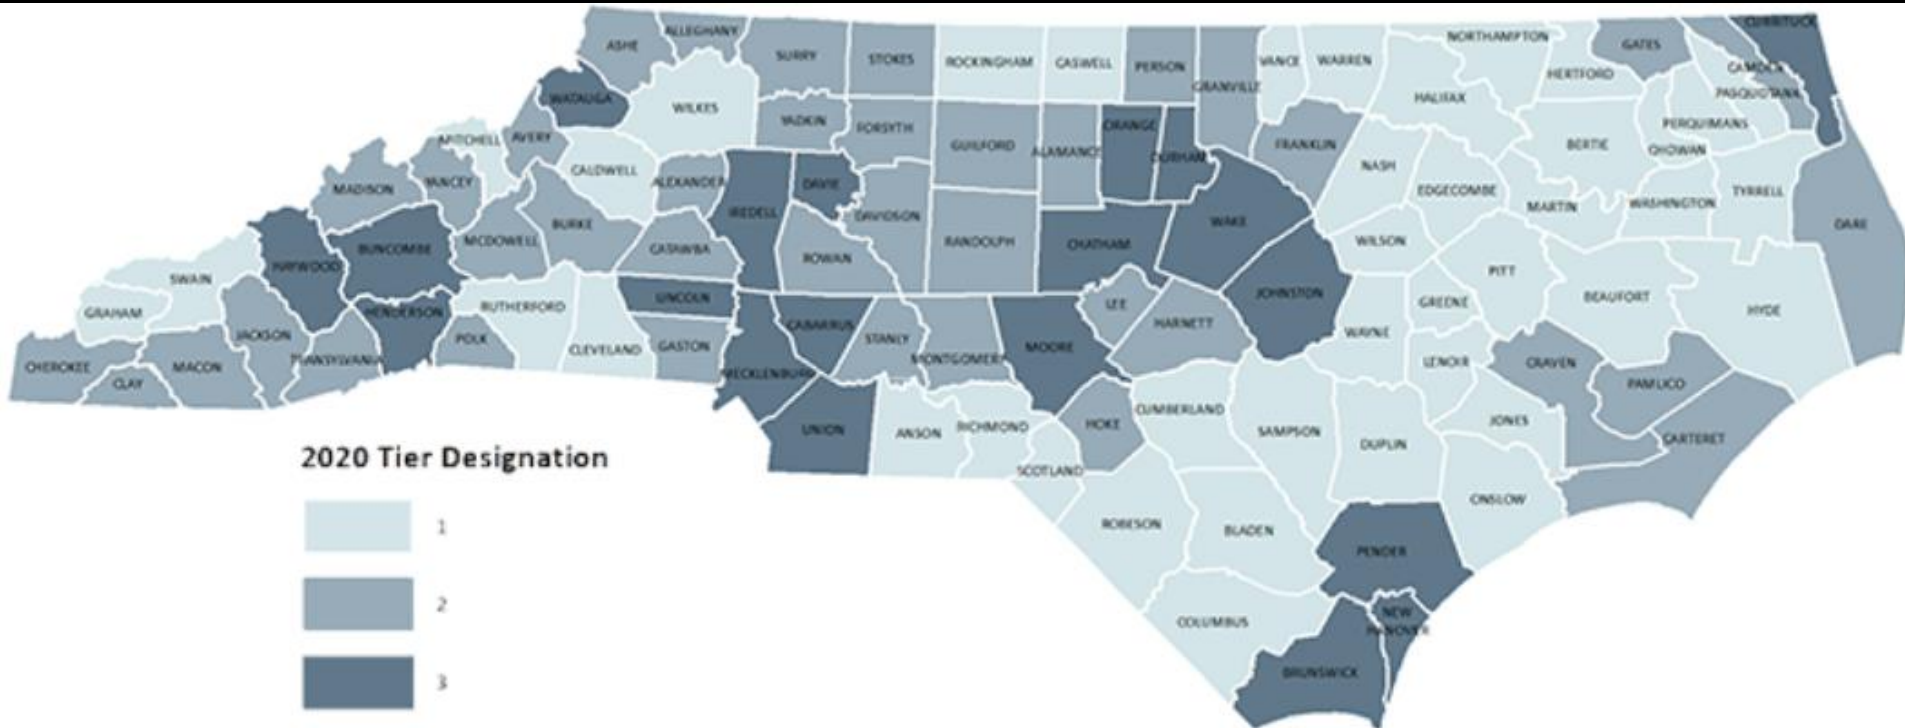 ALLEGHANY
ASHE
SURRY
STOKES
ROCKINGHAM
CASWELL
PERSON
GRANVILLE
VANCE
WARREN
NORTHAMPTON
HERTFORD
GATES
CURRITUCK
CAMDEN
PASQUOTANK
PERQUIMANS
CHOWAN
WATAUGA
WILKES
YADKIN
FORSYTH
GUILFORD
ALAMANCE
ORANGE
DURHAM
FRANKLIN
HALIFAX
NASH
BERTIE
MITCHELL
AVERY
CALDWELL
ALEXANDER
IREDELL
DAVIE
DAVIDSON
RANDOLPH
CHATHAM
WAKE
EDGECOMBE
MARTIN
WASHINGTON
TYRRELL
DARE
MADISON
YANCEY
BUNCOMBE
MCDOWELL
BURKE
CATAWBA
ROWAN
WILSON
PITT
BEAUFORT
HYDE
SWAIN
HAYWOOD
GRAHAM
JACKSON
HENDERSON
RUTHERFORD
LINCOLN
CABARRUS
STANLY
MONTGOMERY
MOORE
LEE
HARNETT
JOHNSTON
WAYNE
GREENE
LENOIR
CRAVEN
PAMLICO
CHEROKEE
CLAY
MACON
TRANSYLVANIA
POLK
CLEVELAND
GASTON
MECKLENBURG
UNION
ANSON
RICHMOND
SCOTLAND
HOKE
CUMBERLAND
SAMPSON
DUPLIN
JONES
CARTERET
ONSLOW
ROBESON
BLADEN
PENDER
COLUMBUS
NEW
HANOVER
BRUNSWICK
2020 Tier Designation
1
2
3